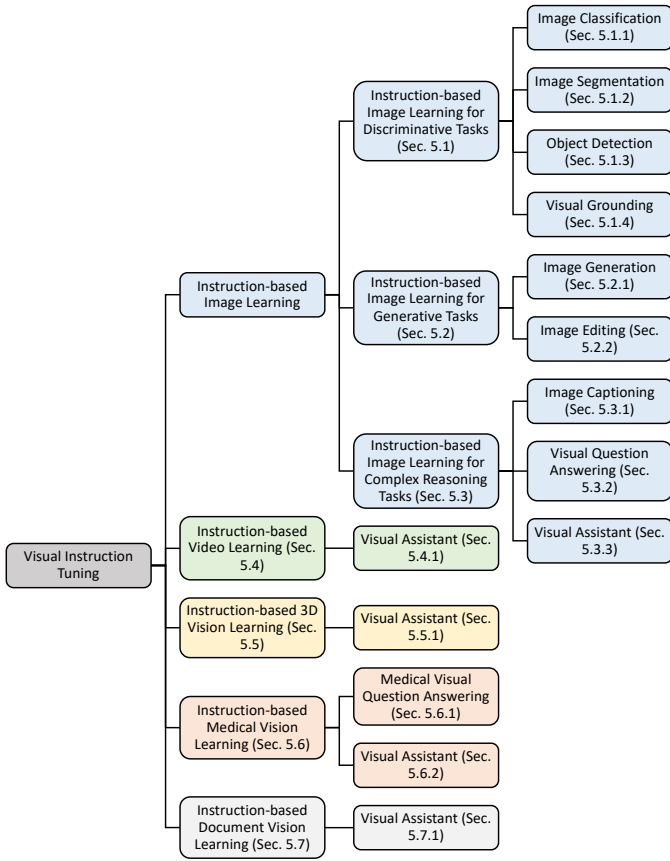 Visual Instruction
Tuning
Instruction-based
Image Learning
Instruction-based
Image Learning for
Discriminative Tasks
(Sec. 5.1)
Image Classification
(Sec. 5.1.1)
Image Segmentation
(Sec. 5.1.2)
Object Detection
(Sec. 5.1.3)
Visual Grounding
(Sec. 5.1.4)
Instruction-based
Image Learning for
Generative Tasks
(Sec. 5.2)
Image Generation
(Sec. 5.2.1)
Image Editing (Sec.
5.2.2)
Instruction-based
Image Learning for
Complex Reasoning
Tasks (Sec. 5.3)
Image Captioning
(Sec. 5.3.1)
Visual Question
Answering (Sec.
5.3.2)
Visual Assistant (Sec.
5.3.3)
Instruction-based
Video Learning (Sec.
5.4)
Visual Assistant (Sec.
5.4.1)
Instruction-based 3D
Vision Learning (Sec.
5.5)
Visual Assistant (Sec.
5.5.1)
Instruction-based
Medical Vision
Learning (Sec. 5.6)
Medical Visual
Question Answering
(Sec. 5.6.1)
Visual Assistant (Sec.
5.6.2)
Instruction-based
Document Vision
Learning (Sec. 5.7)
Visual Assistant (Sec.
5.7.1)